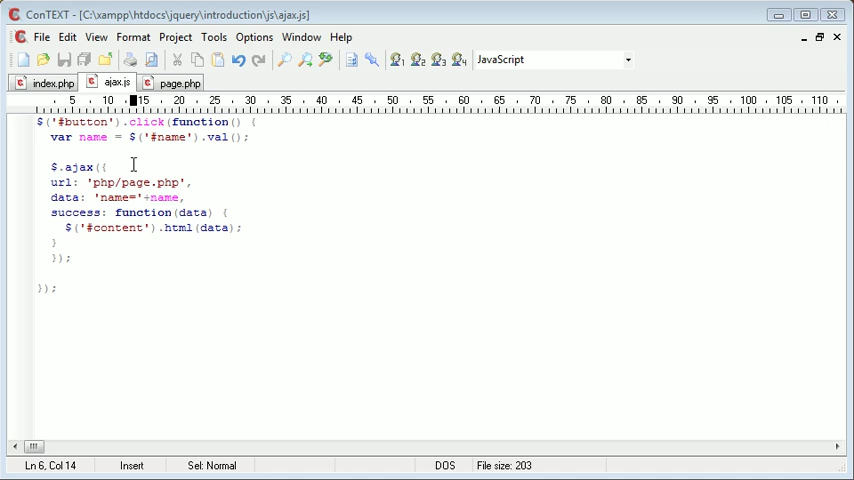 ConTEXT - [C:\xampp\htdocs\jquery\introduction\js\ajax.js]
File Edit View Format Project Tools Options Window Help
1 2 3 4 JavaScript
index.php ajax.js page.php
5 10 15 20 25 30 35 40 45 50 55 60 65 70 75 80 85 90 95 100 105 110
$('#button').click(function() {
var name = $('#name').val();
$.ajax({
url: 'php/page.php',
data: 'name='+name,
success: function(data) {
$('#content').html(data);
}
});
});
Ln 6, Col 14 Insert Sel: Normal DOS File size: 203